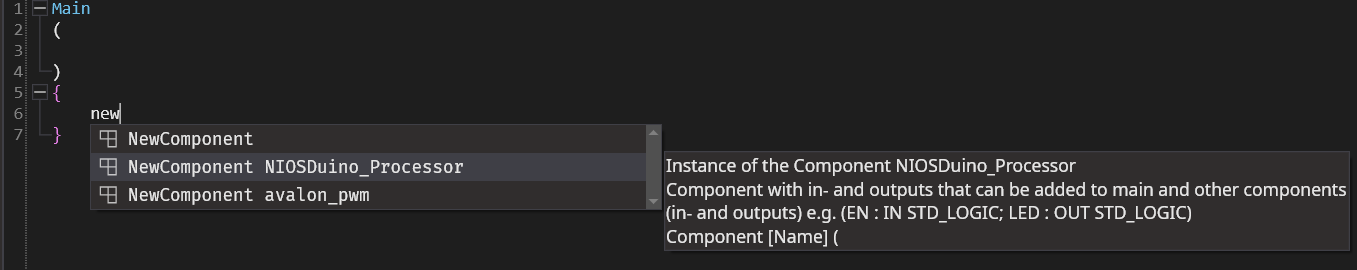 1 Main
2 (
3
4 )
5 {
6 new
7 }
NewComponent
NewComponent NIOSDuino_Processor
NewComponent avalon_pwm
Instance of the Component NIOSDuino_Processor
Component with in- and outputs that can be added to main and other components
(in- and outputs) e.g. (EN : IN STD_LOGIC; LED : OUT STD_LOGIC)
Component [Name] (